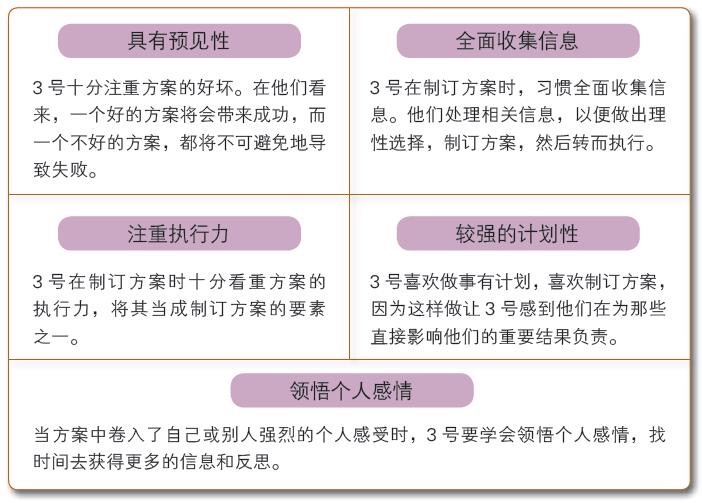 具有预见性
3 号十分注重方案的好坏。在他们看
来，一个好的方案将会带来成功，而
一个不好的方案，都将不可避免地导
致失败。
全面收集信息
3 号在制订方案时，习惯全面收集信
息。他们处理相关信息，以便做出理
性选择，制订方案，然后转而执行。
注重执行力
3 号在制订方案时十分看重方案的
执行力，将其当成制订方案的要素
之一。
较强的计划性
3 号喜欢做事有计划，喜欢制订方案，
因为这样做让 3 号感到他们在为那些
直接影响他们的重要结果负责。
领悟个人感情
当方案中卷入了自己或别人强烈的个人感受时，3 号要学会领悟个人感情，找
时间去获得更多的信息和反思。